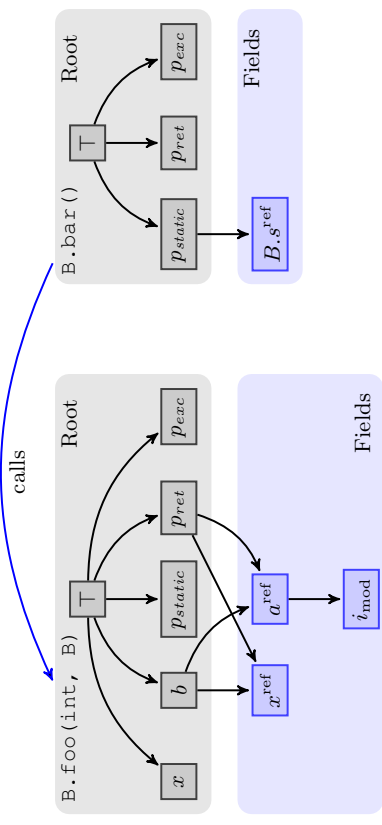 calls
B.foo(int, B)
Root
⊤
x
b
p_static
p_ret
p_exc
x^ref
a^ref
i_mod
Fields
B.bar()
Root
⊤
p_static
p_ret
p_exc
B.s^ref
Fields